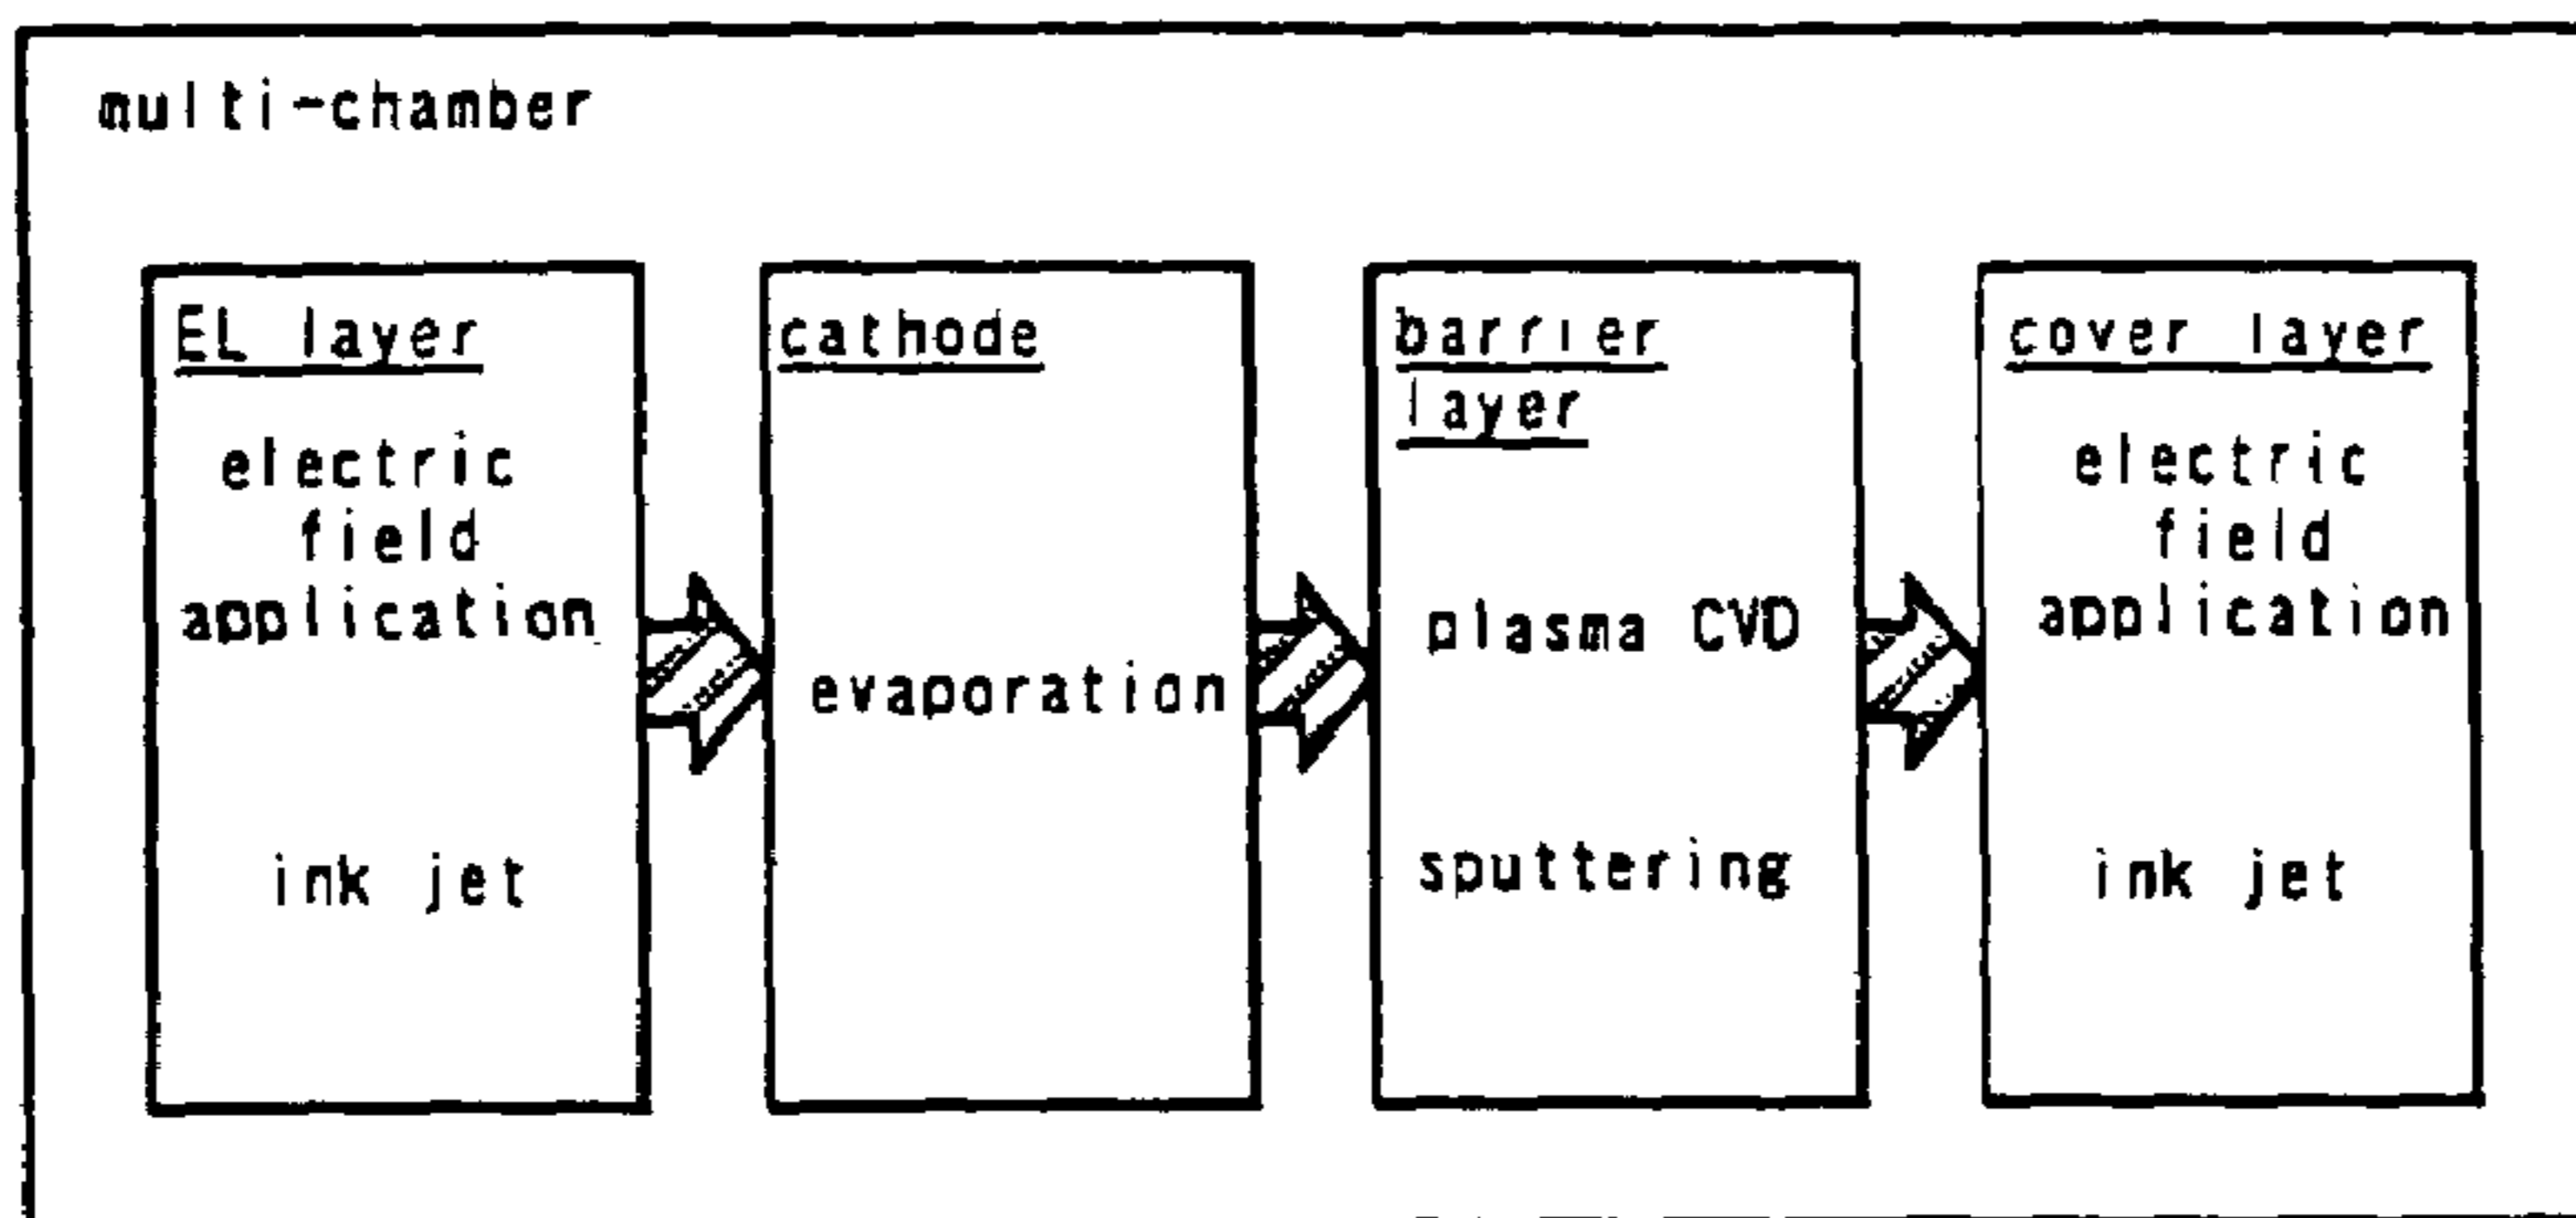 multi-chamber
EL layer
electric
field
application
ink jet
cathode
evaporation
barrier
layer
plasma CVD
sputtering
cover layer
electric
field
application
ink jet